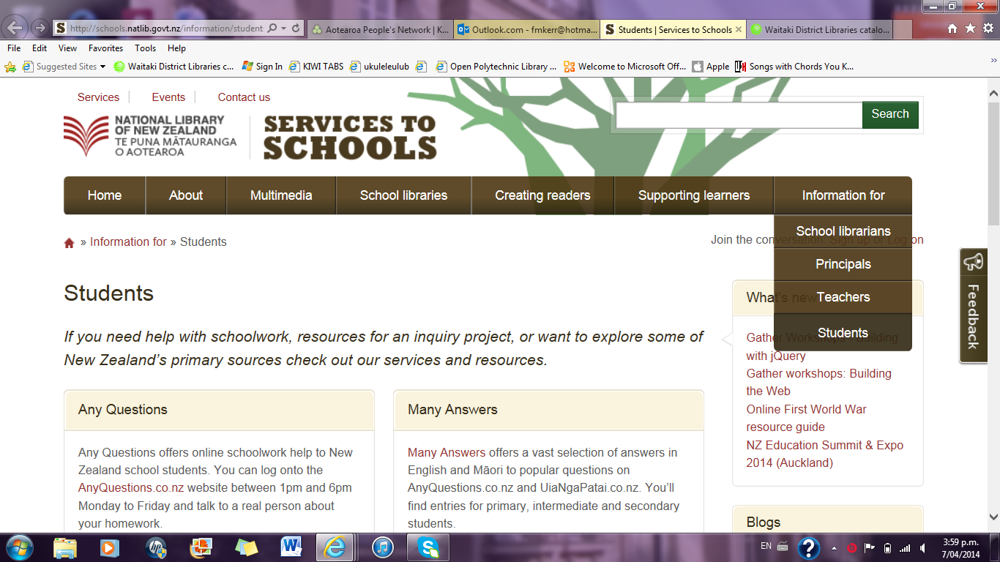 http://schools.natlib.govt.nz/information/student
Aotearoa People's Network | K...
Outlook.com - fmkerr@hotma...
Students | Services to Schools
Waitaki District Libraries catalo...
File Edit View Favorites Tools Help
Suggested Sites
Waitaki District Libraries c...
Sign In
KIWI TABS
ukuleleulub
Open Polytechnic Library ...
Welcome to Microsoft Off...
Apple
Songs with Chords You K...
Services Events Contact us
NATIONAL LIBRARY
OF NEW ZEALAND
TE PUNA MĀTAURANGA
O AOTEAROA
SERVICES TO
SCHOOLS
Search
Home About Multimedia School libraries Creating readers Supporting learners Information for
School librarians
Principals
Teachers
Students
» Information for » Students
Join the conversation: Sign up or Log on
Students
If you need help with schoolwork, resources for an inquiry project, or want to explore some of
New Zealand's primary sources check out our services and resources.
Any Questions
Any Questions offers online schoolwork help to New
Zealand school students. You can log onto the
AnyQuestions.co.nz website between 1pm and 6pm
Monday to Friday and talk to a real person about
your homework.
Many Answers
Many Answers offers a vast selection of answers in
English and Māori to popular questions on
AnyQuestions.co.nz and UiaNgaPatai.co.nz. You'll
find entries for primary, intermediate and secondary
students.
What's new
Gather Workshops - Building
with jQuery
Gather workshops: Building
the Web
Online First World War
resource guide
NZ Education Summit & Expo
2014 (Auckland)
Blogs
Feedback
EN
3:59 p.m.
7/04/2014